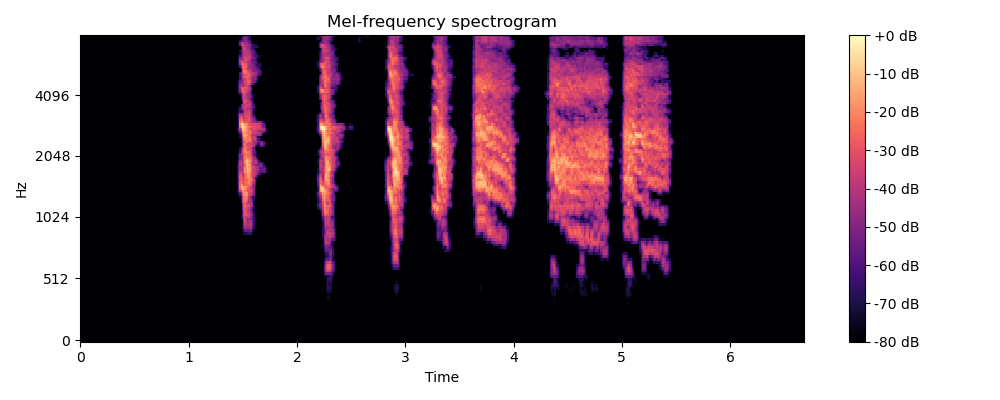 Mel-frequency spectrogram
+0 dB
-10 dB
-20 dB
-30 dB
-40 dB
-50 dB
-60 dB
-70 dB
-80 dB
4096
2048
1024
512
0
Hz
0 1 2 3 4 5 6
Time